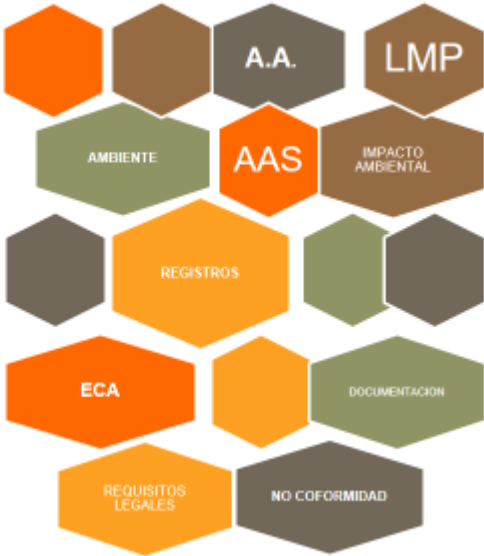 A.A.
LMP
AMBIENTE
AAS
IMPACTO
AMBIENTAL
REGISTROS
ECA
DOCUMENTACION
REQUISITOS
LEGALES
NO COFORMIDAD